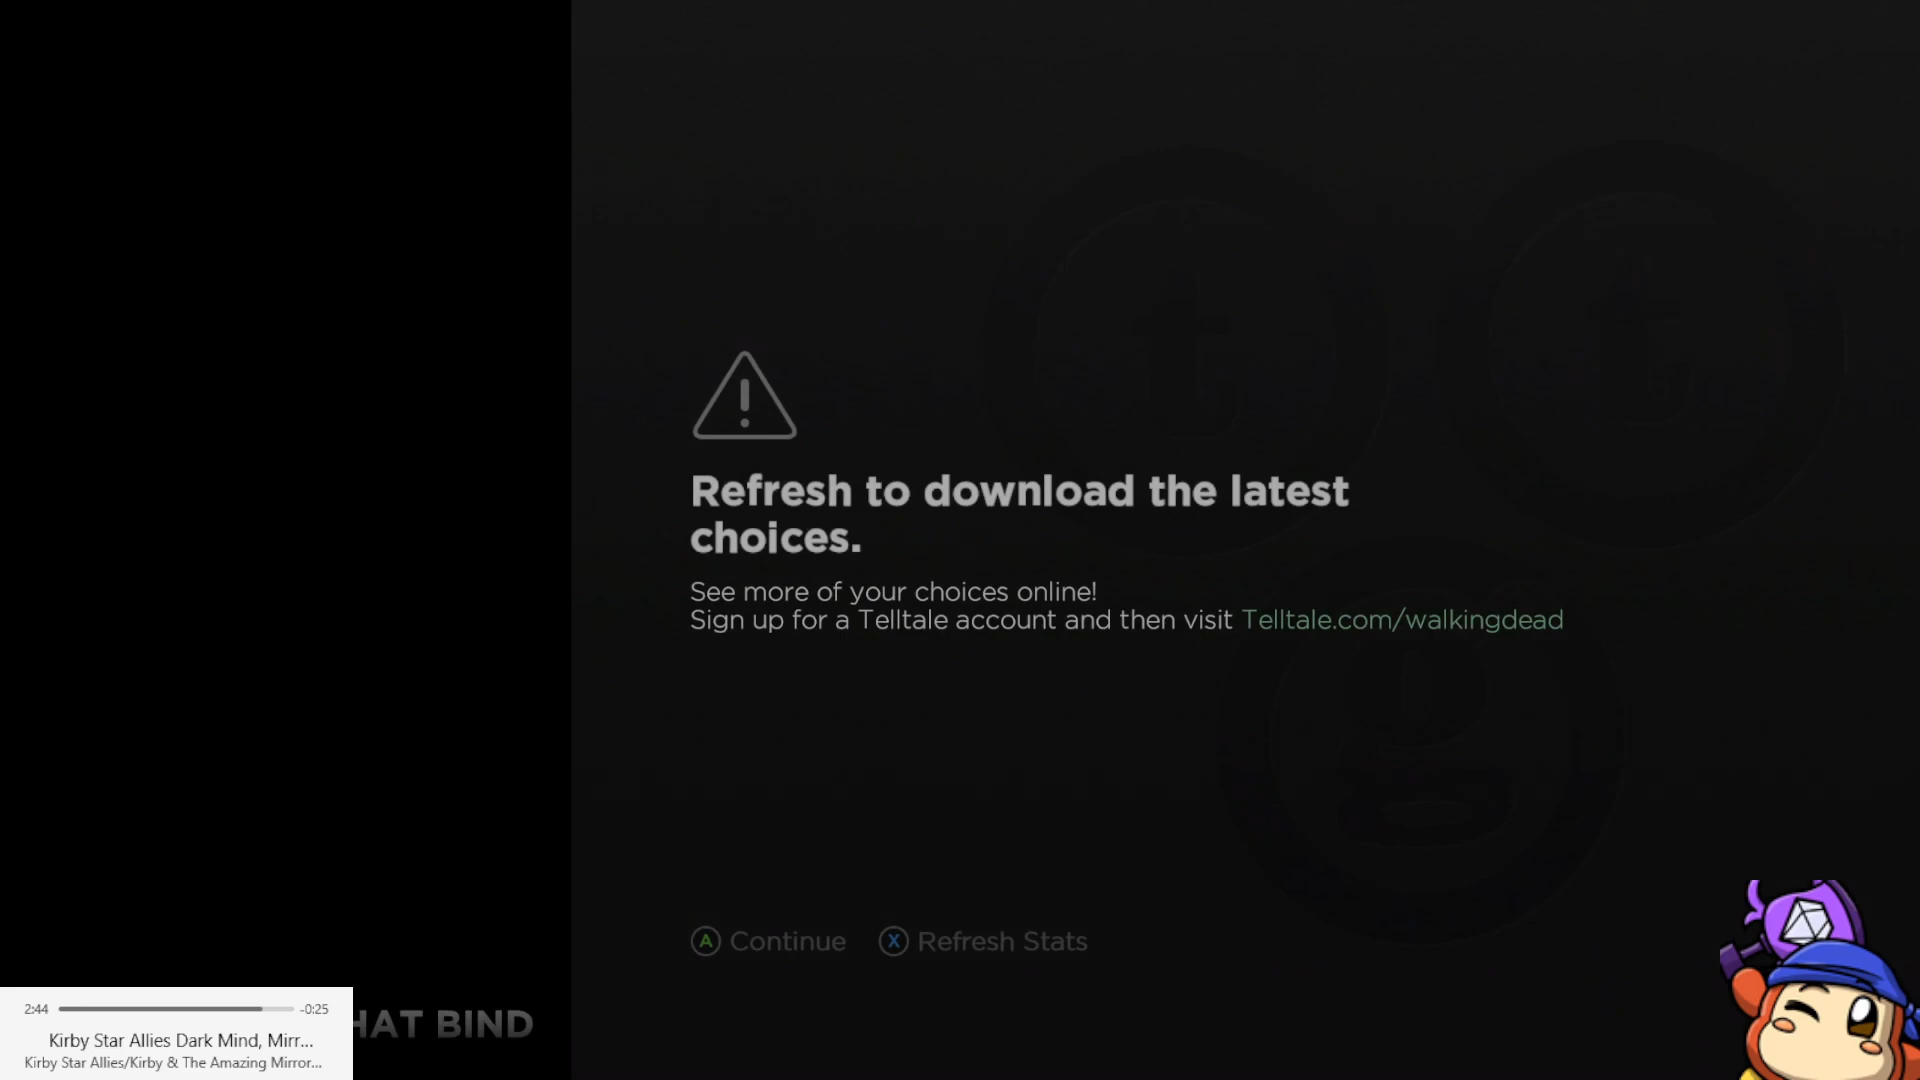 Refresh to download the latest
choices.
See more of your choices online!
Sign up for a Telltale account and then visit Telltale.com/walkingdead
A Continue X Refresh Stats
HAT BIND
2:44 -0:25
Kirby Star Allies Dark Mind, Mirr...
Kirby Star Allies/Kirby & The Amazing Mirror...